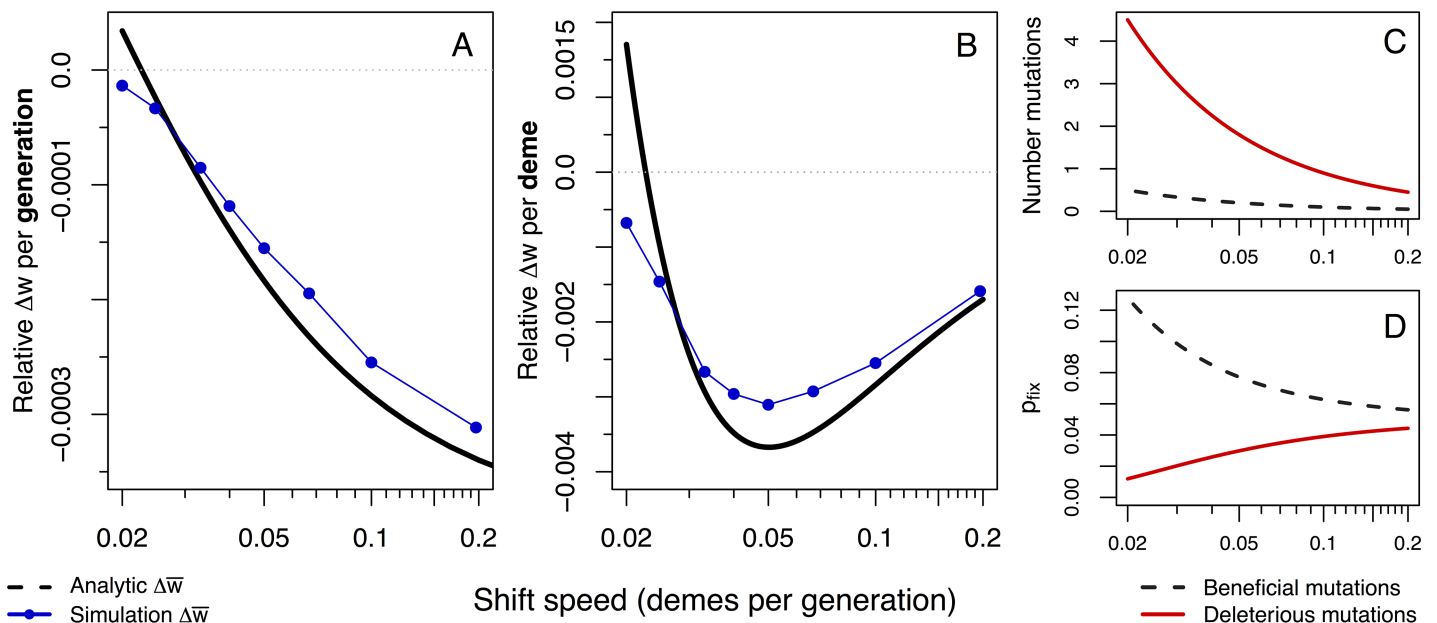 A
Relative Δw per generation
0.0
−0.0001
−0.0003
0.02 0.05 0.1 0.2
B
Relative Δw per deme
0.0015
0.0
−0.002
−0.004
0.02 0.05 0.1 0.2
C
Number mutations
4
3
2
1
0
0.02 0.05 0.1 0.2
D
pfix
0.12
0.08
0.04
0.00
0.02 0.05 0.1 0.2
Shift speed (demes per generation)
Analytic Δw̅
Simulation Δw̅
Beneficial mutations
Deleterious mutations